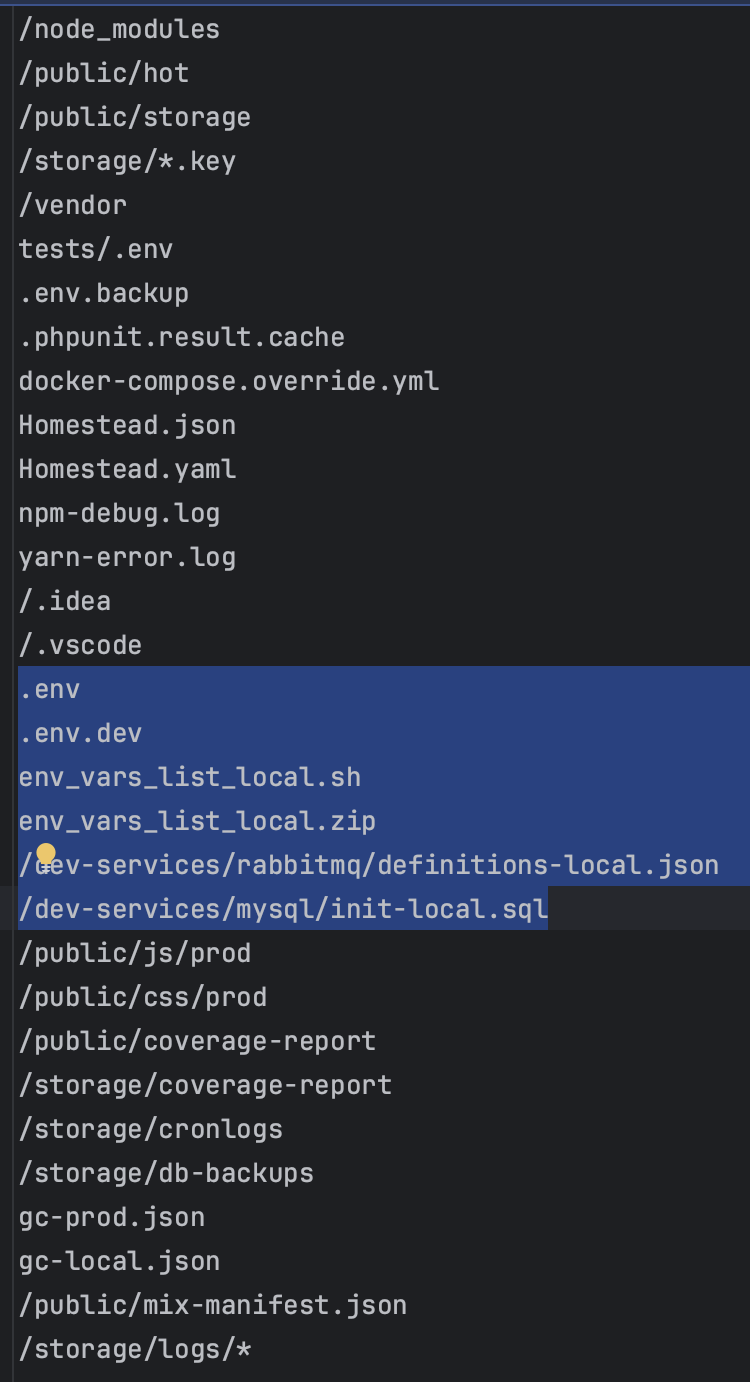 /node_modules
/public/hot
/public/storage
/storage/*.key
/vendor
tests/.env
.env.backup
.phpunit.result.cache
docker-compose.override.yml
Homestead.json
Homestead.yaml
npm-debug.log
yarn-error.log
/.idea
/.vscode
.env
.env.dev
env_vars_list_local.sh
env_vars_list_local.zip
/dev-services/rabbitmq/definitions-local.json
/dev-services/mysql/init-local.sql
/public/js/prod
/public/css/prod
/public/coverage-report
/storage/coverage-report
/storage/cronlogs
/storage/db-backups
gc-prod.json
gc-local.json
/public/mix-manifest.json
/storage/logs/*